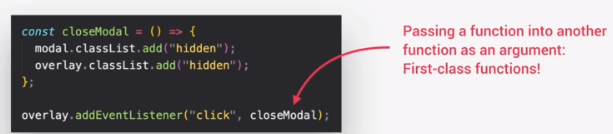 const closeModal = () => {
  modal.classList.add("hidden");
  overlay.classList.add("hidden");
};
overlay.addEventListener("click", closeModal);
Passing a function into another
function as an argument:
First-class functions!